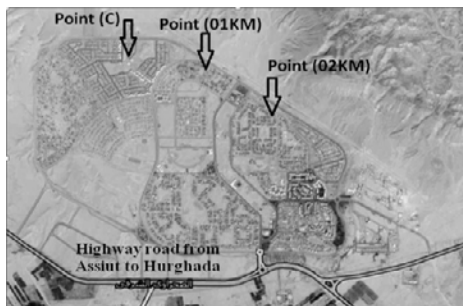 Point (C)
Point (01KM)
Point (02KM)
Highway road from
Assiut to Hurghada